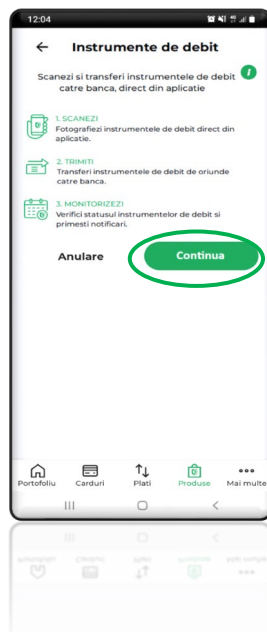 12:04
Instrumente de debit
Scanezi si transferi instrumentele de debit
catre banca, direct din aplicatie
i
1. SCANEZI
Fotografiezi instrumentele de debit direct din
aplicatie.
2. TRIMITI
Transferi instrumentele de debit de oriunde
catre banca.
3. MONITORIZEZI
Verifici statusul instrumentelor de debit si
primesti notificari.
Anulare
Continua
Portofoliu
Carduri
Plati
Produse
Mai multe